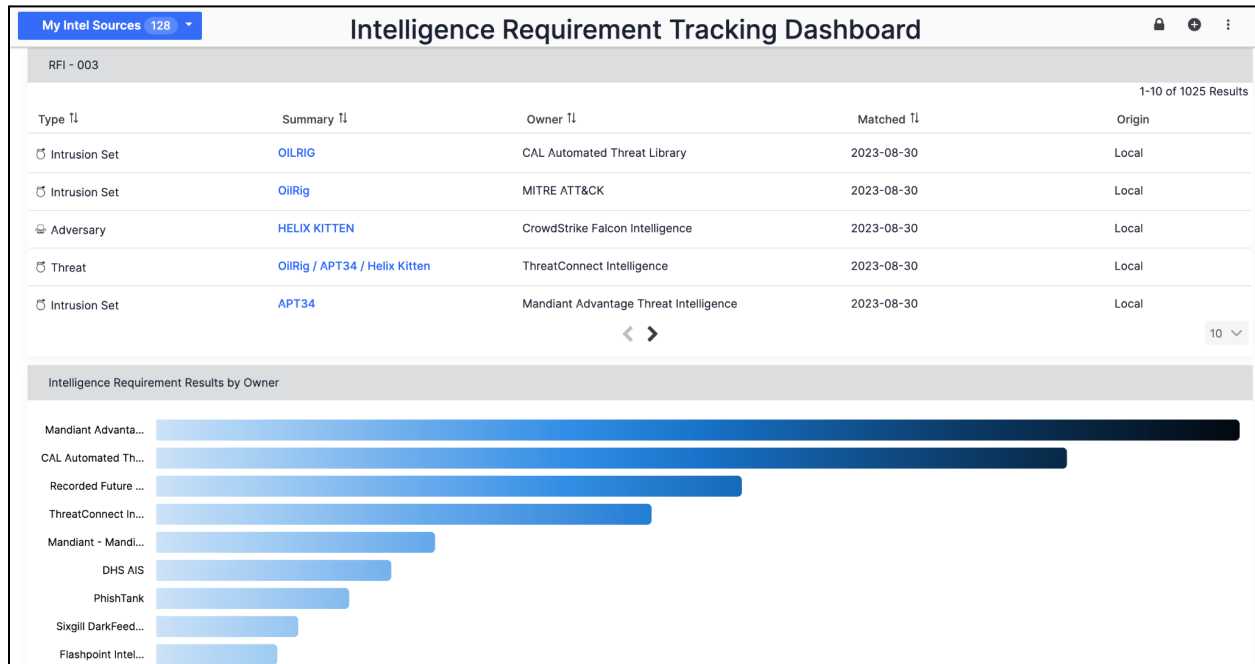 My Intel Sources 128
Intelligence Requirement Tracking Dashboard
RFI - 003
1-10 of 1025 Results
Type Summary Owner Matched Origin
Intrusion Set OILRIG CAL Automated Threat Library 2023-08-30 Local
Intrusion Set OilRig MITRE ATT&CK 2023-08-30 Local
Adversary HELIX KITTEN CrowdStrike Falcon Intelligence 2023-08-30 Local
Threat OilRig / APT34 / Helix Kitten ThreatConnect Intelligence 2023-08-30 Local
Intrusion Set APT34 Mandiant Advantage Threat Intelligence 2023-08-30 Local
10
Intelligence Requirement Results by Owner
Mandiant Advanta...
CAL Automated Th...
Recorded Future ...
ThreatConnect In...
Mandiant - Mandi...
DHS AIS
PhishTank
Sixgill DarkFeed...
Flashpoint Intel...